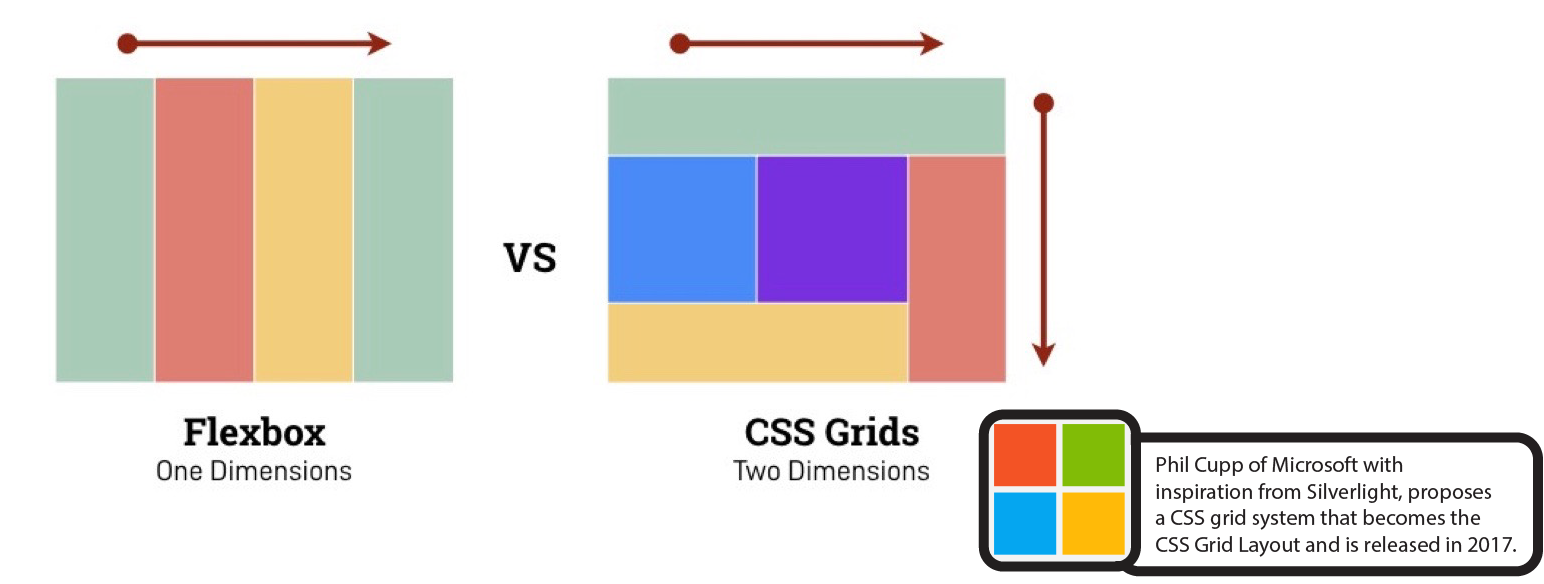 VS
Flexbox
One Dimensions
CSS Grids
Two Dimensions
Phil Cupp of Microsoft with
inspiration from Silverlight, proposes
a CSS grid system that becomes the
CSS Grid Layout and is released in 2017.